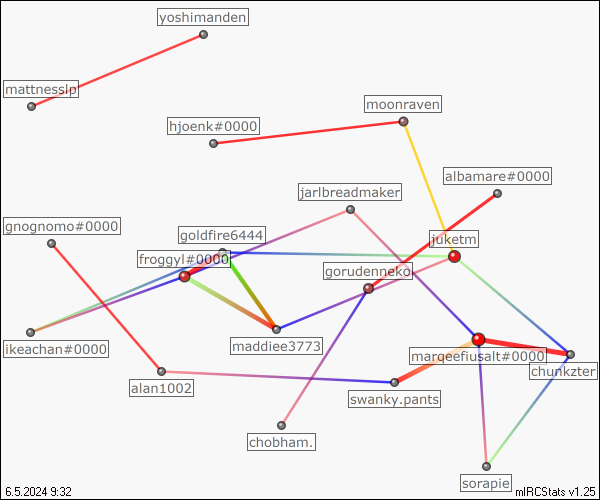 yoshimanden
mattnesslp
moonraven
hjoenk#0000
albamare#0000
jarlbreadmaker
gnognomo#0000
goldfire6444
juketm
froggyl#0000
gorudenneko
maddiee3773
ikeachan#0000
marqeefiusalt#0000
chunkzter
alan1002
swanky.pants
chobham.
sorapie
6.5.2024 9:32
mIRCStats v1.25